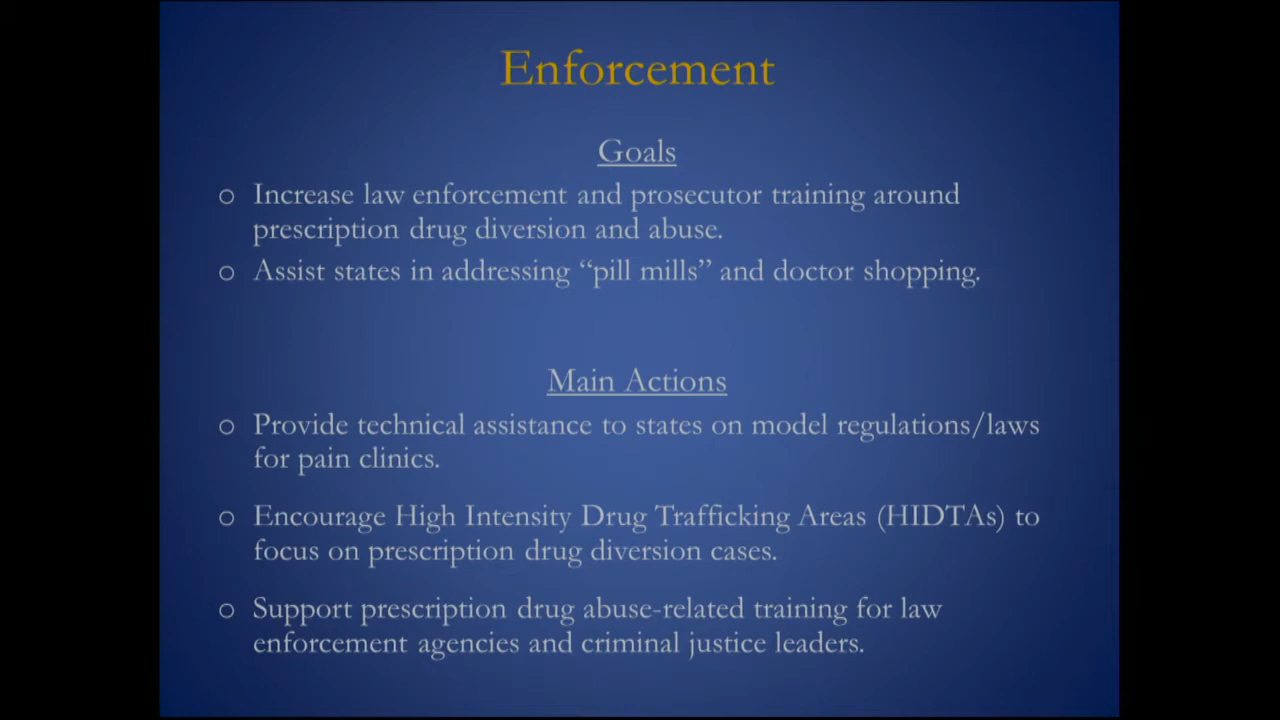 Enforcement
Goals
o Increase law enforcement and prosecutor training around
prescription drug diversion and abuse.
o Assist states in addressing “pill mills” and doctor shopping.
Main Actions
o Provide technical assistance to states on model regulations/laws
for pain clinics.
o Encourage High Intensity Drug Trafficking Areas (HIDTAs) to
focus on prescription drug diversion cases.
o Support prescription drug abuse-related training for law
enforcement agencies and criminal justice leaders.